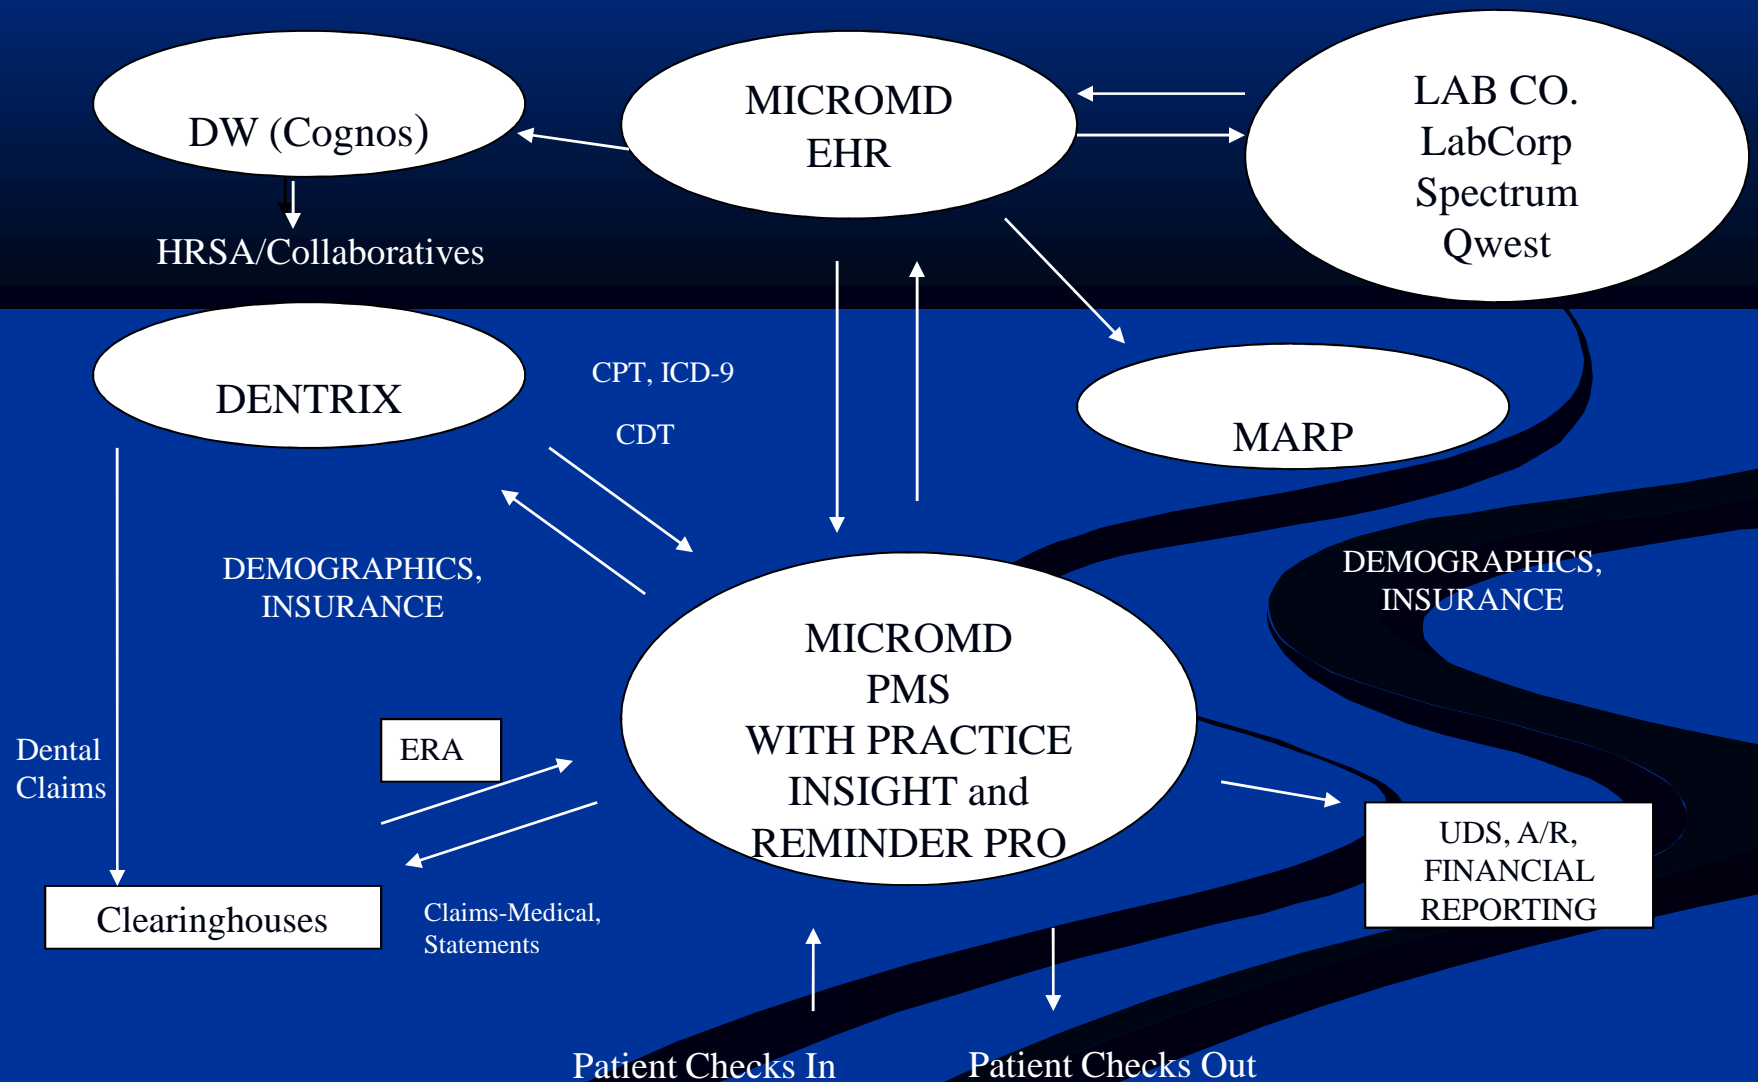 DW (Cognos)
MICROMD
EHR
LAB CO.
LabCorp
Spectrum
Qwest
HRSA/Collaboratives
DENTRIX
CPT, ICD-9
CDT
MARP
DEMOGRAPHICS,
INSURANCE
DEMOGRAPHICS,
INSURANCE
MICROMD
PMS
WITH PRACTICE
INSIGHT and
REMINDER PRO
Dental
Claims
ERA
UDS, A/R,
FINANCIAL
REPORTING
Clearinghouses
Claims-Medical,
Statements
Patient Checks In
Patient Checks Out